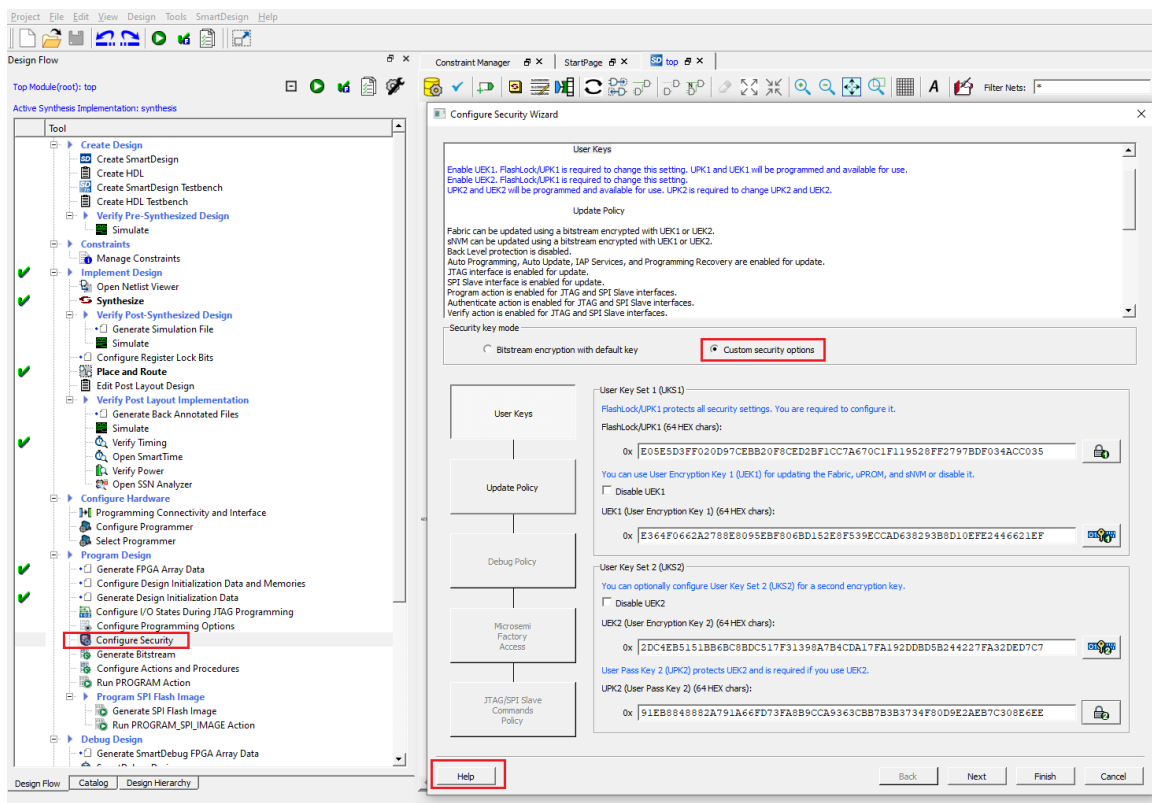 Project File Edit View Design Tools SmartDesign Help
Design Flow
Top Module(root): top
Active Synthesis Implementation: synthesis
Tool
Create Design
Create SmartDesign
Create HDL
Create SmartDesign Testbench
Create HDL Testbench
Verify Pre-Synthesized Design
Simulate
Constraints
Manage Constraints
Implement Design
Open Netlist Viewer
Synthesize
Verify Post-Synthesized Design
Generate Simulation File
Simulate
Configure Register Lock Bits
Place and Route
Edit Post Layout Design
Verify Post Layout Implementation
Generate Back Annotated Files
Simulate
Verify Timing
Open SmartTime
Verify Power
Open SSN Analyzer
Configure Hardware
Programming Connectivity and Interface
Configure Programmer
Select Programmer
Program Design
Generate FPGA Array Data
Configure Design Initialization Data and Memories
Generate Design Initialization Data
Configure I/O States During JTAG Programming
Configure Programming Options
Configure Security
Generate Bitstream
Configure Actions and Procedures
Run PROGRAM Action
Program SPI Flash Image
Generate SPI Flash Image
Run PROGRAM_SPI_IMAGE Action
Debug Design
Generate SmartDebug FPGA Array Data
Design Flow Catalog Design Hierarchy
Constraint Manager StartPage top
Filter Nets: *
Configure Security Wizard
User Keys
Enable UEK1. FlashLock/UPK1 is required to change this setting. UPK1 and UEK1 will be programmed and available for use.
Enable UEK2. FlashLock/UPK1 is required to change this setting.
UPK2 and UEK2 will be programmed and available for use. UPK2 is required to change UPK2 and UEK2.
Update Policy
Fabric can be updated using a bitstream encrypted with UEK1 or UEK2.
sNVM can be updated using a bitstream encrypted with UEK1 or UEK2.
Back Level protection is disabled.
Auto Programming, Auto Update, IAP Services, and Programming Recovery are enabled for update.
JTAG interface is enabled for update.
SPI Slave interface is enabled for update.
Program action is enabled for JTAG and SPI Slave interfaces.
Authenticate action is enabled for JTAG and SPI Slave interfaces.
Verify action is enabled for JTAG and SPI Slave interfaces.
Security key mode
Bitstream encryption with default key Custom security options
User Keys
Update Policy
Debug Policy
Microsemi
Factory
Access
JTAG/SPI Slave
Commands
Policy
User Key Set 1 (UKS1)
FlashLock/UPK1 protects all security settings. You are required to configure it.
FlashLock/UPK1 (64 HEX chars):
0x E05E5D3FF020D97CEBB20F8CED2BF1CC7A670C1F119528FF2797BDF034ACC035
You can use User Encryption Key 1 (UEK1) for updating the Fabric, uPROM, and sNVM or disable it.
Disable UEK1
UEK1 (User Encryption Key 1) (64 HEX chars):
0x E364F0662A2788E8095EBF806BD152E8F539ECCAD638293B8D10EFE2446621EF
User Key Set 2 (UKS2)
You can optionally configure User Key Set 2 (UKS2) for a second encryption key.
Disable UEK2
UEK2 (User Encryption Key 2) (64 HEX chars):
0x 2DC4EB5151BB6BC8BDC517F31398A7B4CDA17FA192DDBD5B244227FA32DED7C7
User Pass Key 2 (UPK2) protects UEK2 and is required if you use UEK2.
UPK2 (User Pass Key 2) (64 HEX chars):
0x 91EB8848882A791A66FD73FA8B9CCA9363CBB7B3B3734F80D9E2AEB7C308E6EE
Help Back Next Finish Cancel